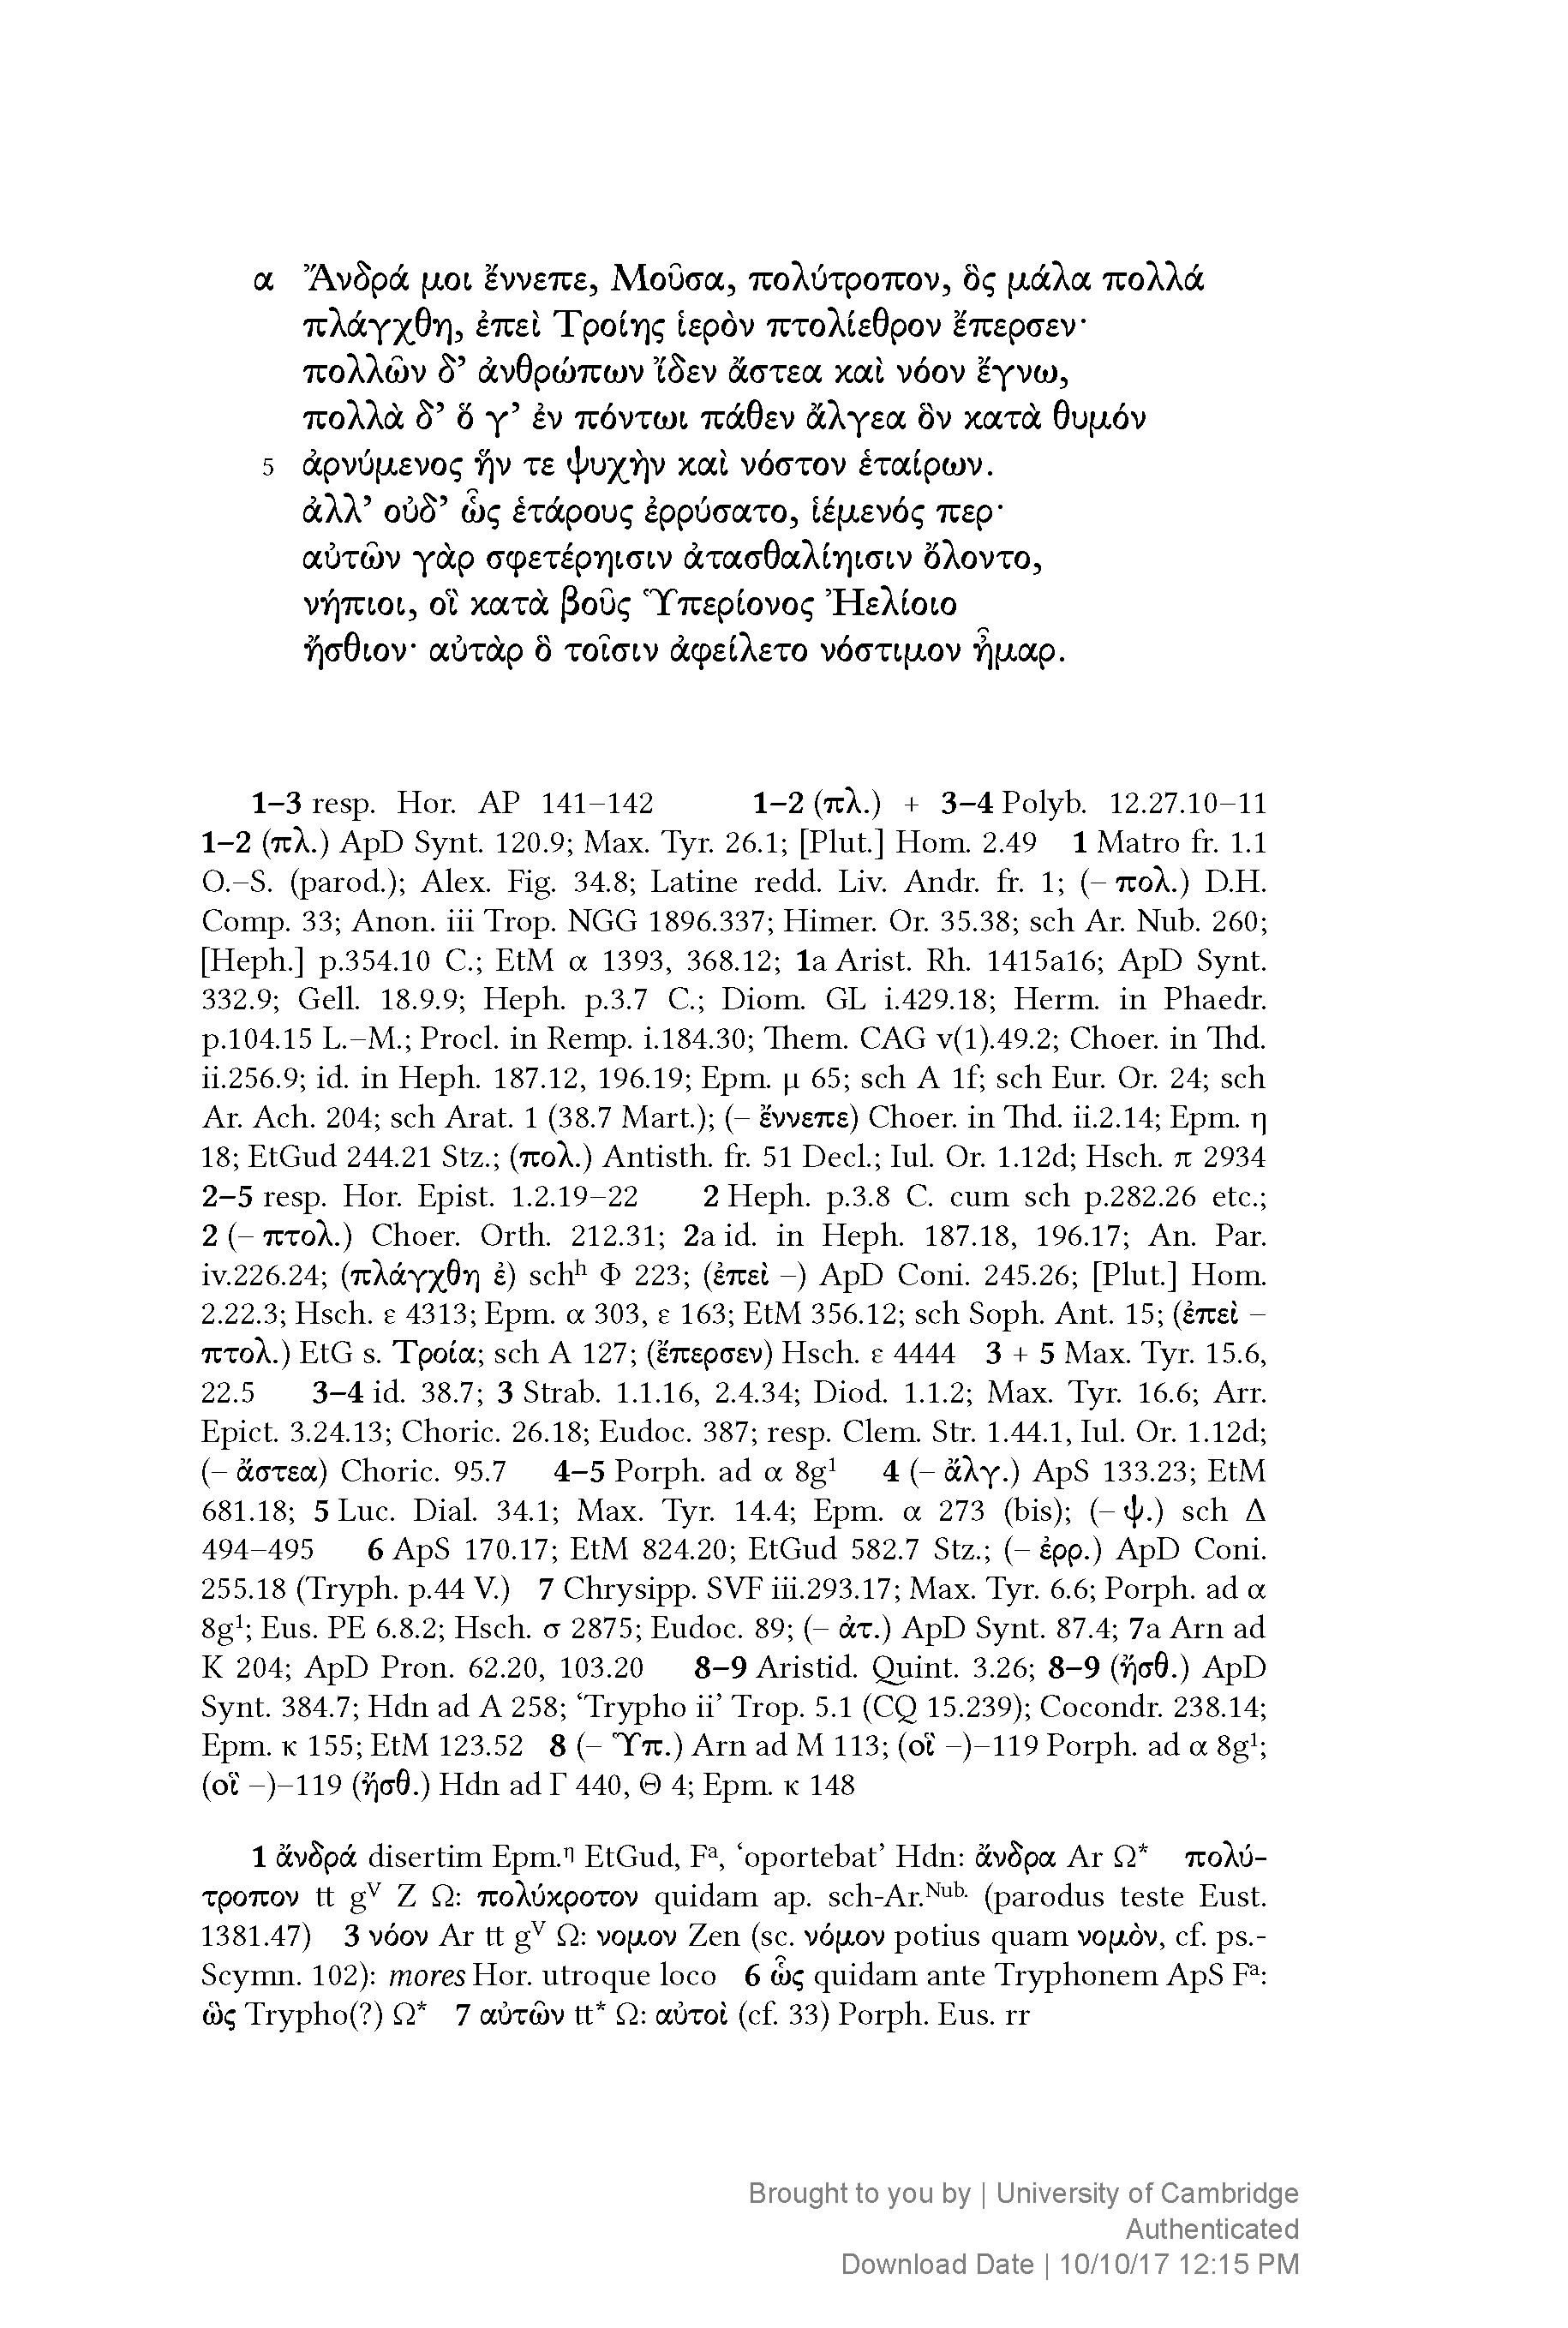 α Ἄνδρά μοι ἔννεπε, Μοῦσα, πολύτροπον, ὃς μάλα πολλά
πλάγχθη, ἐπεὶ Τροίης ἱερὸν πτολίεθρον ἔπερσεν·
πολλῶν δ’ ἀνθρώπων ἴδεν ἄστεα καὶ νόον ἔγνω,
πολλὰ δ’ ὅ γ’ ἐν πόντωι πάθεν ἄλγεα ὃν κατὰ θυμόν
5 ἀρνύμενος ἥν τε ψυχὴν καὶ νόστον ἑταίρων.
ἀλλ’ οὐδ’ ὧς ἑτάρους ἐρρύσατο, ἱέμενός περ·
αὐτῶν γὰρ σφετέρηισιν ἀτασθαλίηισιν ὄλοντο,
νήπιοι, οἳ κατὰ βοῦς Ὑπερίονος Ἠελίοιο
ἤσθιον· αὐτὰρ ὃ τοῖσιν ἀφείλετο νόστιμον ἦμαρ.
1–3 resp. Hor. AP 141–142 1–2 (πλ.) + 3–4 Polyb. 12.27.10–11
1–2 (πλ.) ApD Synt. 120.9; Max. Tyr. 26.1; [Plut.] Hom. 2.49 1 Matro fr. 1.1
O.–S. (parod.); Alex. Fig. 34.8; Latine redd. Liv. Andr. fr. 1; (– πολ.) D.H.
Comp. 33; Anon. iii Trop. NGG 1896.337; Himer. Or. 35.38; sch Ar. Nub. 260;
[Heph.] p.354.10 C.; EtM α 1393, 368.12; 1a Arist. Rh. 1415a16; ApD Synt.
332.9; Gell. 18.9.9; Heph. p.3.7 C.; Diom. GL i.429.18; Herm. in Phaedr.
p.104.15 L.–M.; Procl. in Remp. i.184.30; Them. CAG v(1).49.2; Choer. in Thd.
ii.256.9; id. in Heph. 187.12, 196.19; Epm. μ 65; sch A 1f; sch Eur. Or. 24; sch
Ar. Ach. 204; sch Arat. 1 (38.7 Mart.); (– ἔννεπε) Choer. in Thd. ii.2.14; Epm. η
18; EtGud 244.21 Stz.; (πολ.) Antisth. fr. 51 Decl.; Iul. Or. 1.12d; Hsch. π 2934
2–5 resp. Hor. Epist. 1.2.19–22 2 Heph. p.3.8 C. cum sch p.282.26 etc.;
2 (– πτολ.) Choer. Orth. 212.31; 2a id. in Heph. 187.18, 196.17; An. Par.
iv.226.24; (πλάγχθη ἐ) schʰ Φ 223; (ἐπεὶ –) ApD Coni. 245.26; [Plut.] Hom.
2.22.3; Hsch. ε 4313; Epm. α 303, ε 163; EtM 356.12; sch Soph. Ant. 15; (ἐπεὶ –
πτολ.) EtG s. Τροία; sch A 127; (ἔπερσεν) Hsch. ε 4444 3 + 5 Max. Tyr. 15.6,
22.5 3–4 id. 38.7; 3 Strab. 1.1.16, 2.4.34; Diod. 1.1.2; Max. Tyr. 16.6; Arr.
Epict. 3.24.13; Choric. 26.18; Eudoc. 387; resp. Clem. Str. 1.44.1, Iul. Or. 1.12d;
(– ἄστεα) Choric. 95.7 4–5 Porph. ad α 8g¹ 4 (– ἄλγ.) ApS 133.23; EtM
681.18; 5 Luc. Dial. 34.1; Max. Tyr. 14.4; Epm. α 273 (bis); (– ψ.) sch Δ
494–495 6 ApS 170.17; EtM 824.20; EtGud 582.7 Stz.; (– ἐρρ.) ApD Coni.
255.18 (Tryph. p.44 V.) 7 Chrysipp. SVF iii.293.17; Max. Tyr. 6.6; Porph. ad α
8g¹; Eus. PE 6.8.2; Hsch. σ 2875; Eudoc. 89; (– ἀτ.) ApD Synt. 87.4; 7a Arn ad
K 204; ApD Pron. 62.20, 103.20 8–9 Aristid. Quint. 3.26; 8–9 (ἤσθ.) ApD
Synt. 384.7; Hdn ad A 258; ‘Trypho ii’ Trop. 5.1 (CQ 15.239); Cocondr. 238.14;
Epm. κ 155; EtM 123.52 8 (– Ὑπ.) Arn ad M 113; (οἳ –)–119 Porph. ad α 8g¹;
(οἳ –)–119 (ἤσθ.) Hdn ad Γ 440, Θ 4; Epm. κ 148
1 ἄνδρά disertim Epm.η EtGud, Fᵃ, ‘oportebat’ Hdn: ἄνδρα Ar Ω* πολύ-
τροπον tt gⱽ Z Ω: πολύκροτον quidam ap. sch-Ar.Nub. (parodus teste Eust.
1381.47) 3 νόον Ar tt gⱽ Ω: νομον Zen (sc. νόμον potius quam νομὸν, cf. ps.-
Scymn. 102): mores Hor. utroque loco 6 ὧς quidam ante Tryphonem ApS Fᵃ:
ὣς Trypho(?) Ω* 7 αὐτῶν tt* Ω: αὐτοὶ (cf. 33) Porph. Eus. rr
Brought to you by | University of Cambridge
Authenticated
Download Date | 10/10/17 12:15 PM